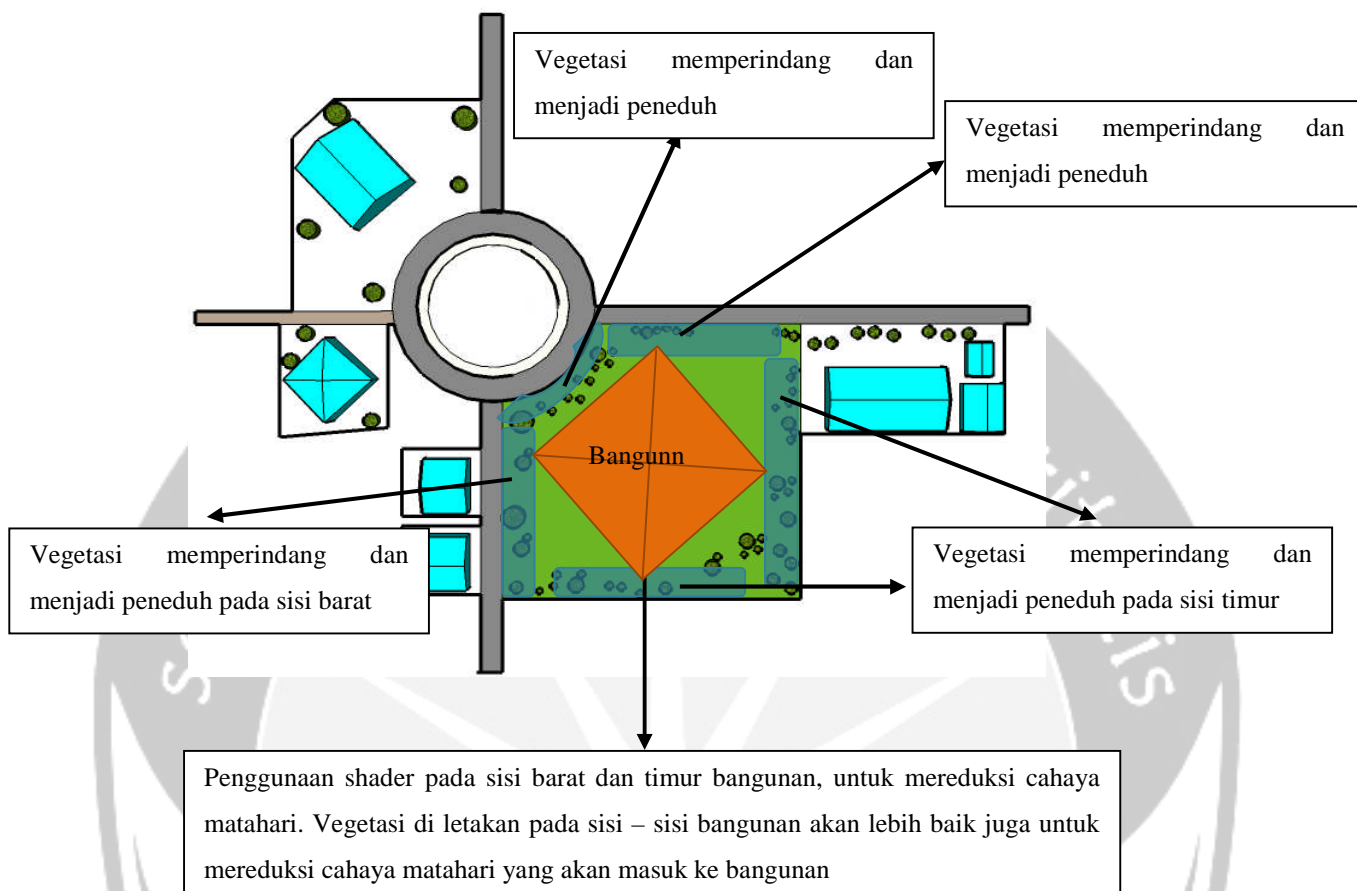 Vegetasi memperindang dan
menjadi peneduh
Vegetasi memperindang dan
menjadi peneduh
Bangunn
Vegetasi memperindang dan
menjadi peneduh pada sisi barat
Vegetasi memperindang dan
menjadi peneduh pada sisi timur
Penggunaan shader pada sisi barat dan timur bangunan, untuk mereduksi cahaya
matahari. Vegetasi di letakan pada sisi – sisi bangunan akan lebih baik juga untuk
mereduksi cahaya matahari yang akan masuk ke bangunan